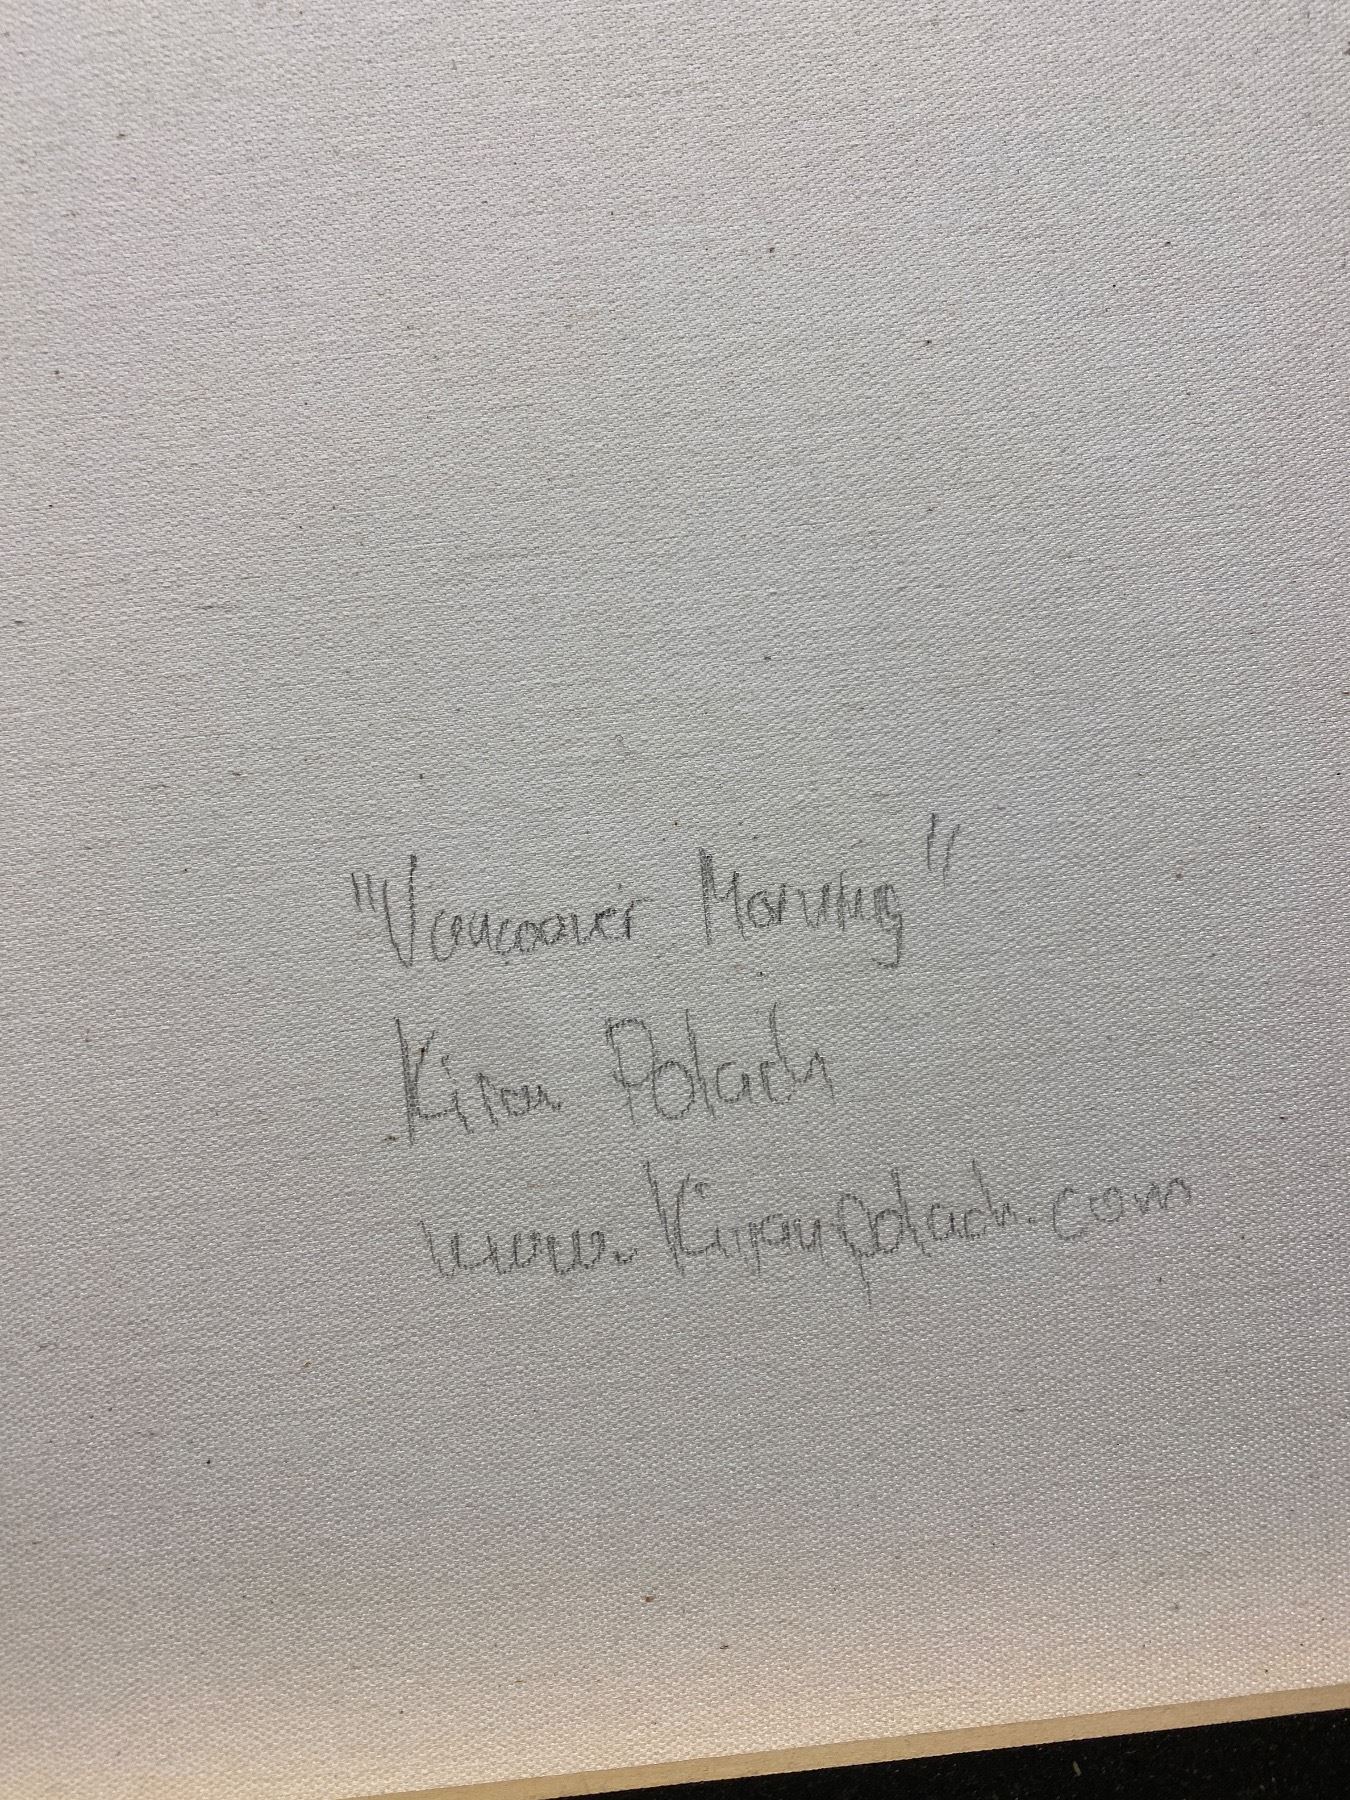 "Vancouver Morning"
Kiran Polach
www.Kiranpolach.com